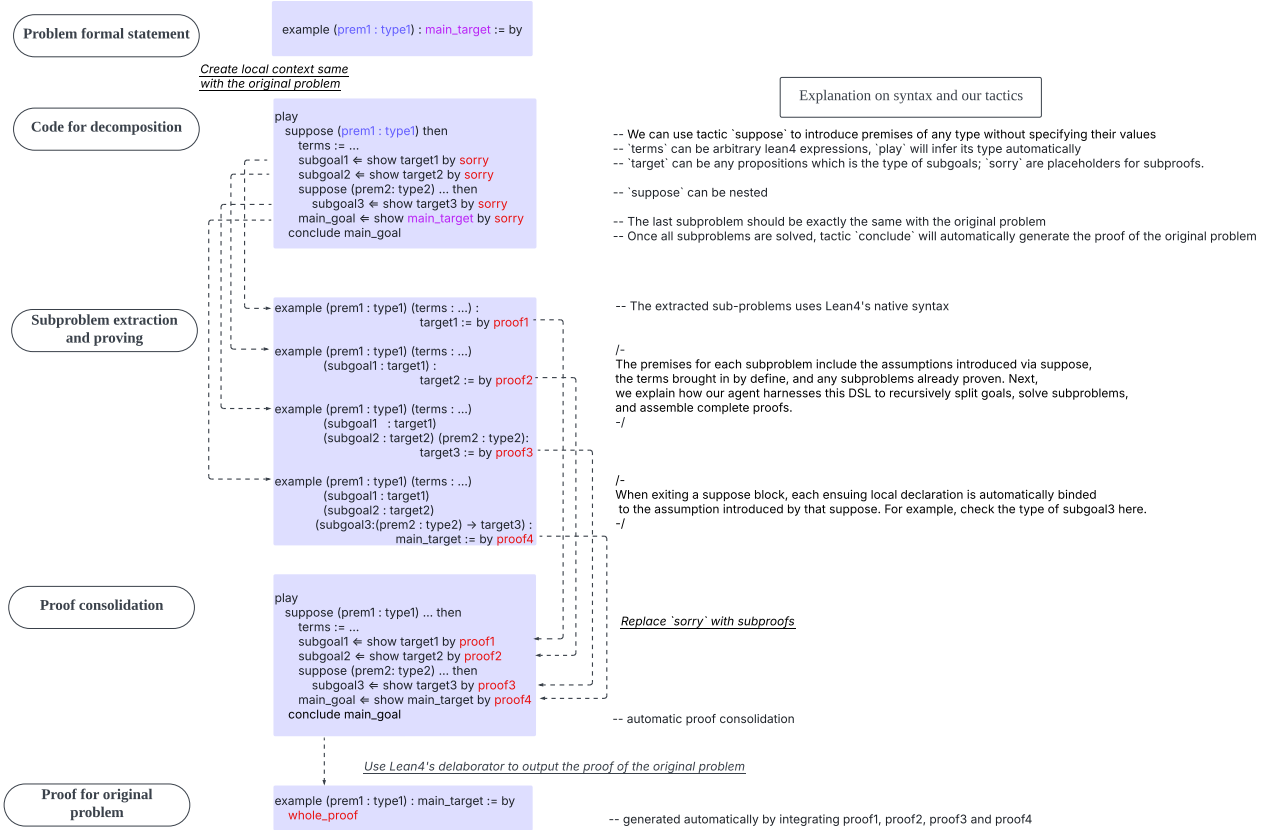 Problem formal statement
example (prem1 : type1) : main_target := by
Create local context same
with the original problem
Explanation on syntax and our tactics
Code for decomposition
play
suppose (prem1 : type1) then
terms := ...
subgoal1 ⇐ show target1 by sorry
subgoal2 ⇐ show target2 by sorry
suppose (prem2: type2) ... then
subgoal3 ⇐ show target3 by sorry
main_goal ⇐ show main_target by sorry
conclude main_goal
-- We can use tactic `suppose` to introduce premises of any type without specifying their values
-- `terms` can be arbitrary lean4 expressions, `play` will infer its type automatically
-- `target` can be any propositions which is the type of subgoals; `sorry` are placeholders for subproofs.
-- `suppose` can be nested
-- The last subproblem should be exactly the same with the original problem
-- Once all subproblems are solved, tactic `conclude` will automatically generate the proof of the original problem
Subproblem extraction
and proving
example (prem1 : type1) (terms : ...) :
target1 := by proof1
example (prem1 : type1) (terms : ...)
(subgoal1 : target1) :
target2 := by proof2
example (prem1 : type1) (terms : ...)
(subgoal1 : target1)
(subgoal2 : target2) (prem2 : type2):
target3 := by proof3
example (prem1 : type1) (terms : ...)
(subgoal1 : target1)
(subgoal2 : target2)
(subgoal3:(prem2 : type2) → target3) :
main_target := by proof4
-- The extracted sub-problems uses Lean4's native syntax
/-
The premises for each subproblem include the assumptions introduced via suppose,
the terms brought in by define, and any subproblems already proven. Next,
we explain how our agent harnesses this DSL to recursively split goals, solve subproblems,
and assemble complete proofs.
-/
/-
When exiting a suppose block, each ensuing local declaration is automatically binded
to the assumption introduced by that suppose. For example, check the type of subgoal3 here.
-/
Proof consolidation
play
suppose (prem1 : type1) ... then
terms := ...
subgoal1 ⇐ show target1 by proof1
subgoal2 ⇐ show target2 by proof2
suppose (prem2: type2) ... then
subgoal3 ⇐ show target3 by proof3
main_goal ⇐ show main_target by proof4
conclude main_goal
Replace `sorry` with subproofs
-- automatic proof consolidation
Use Lean4's delaborator to output the proof of the original problem
Proof for original
problem
example (prem1 : type1) : main_target := by
whole_proof
-- generated automatically by integrating proof1, proof2, proof3 and proof4